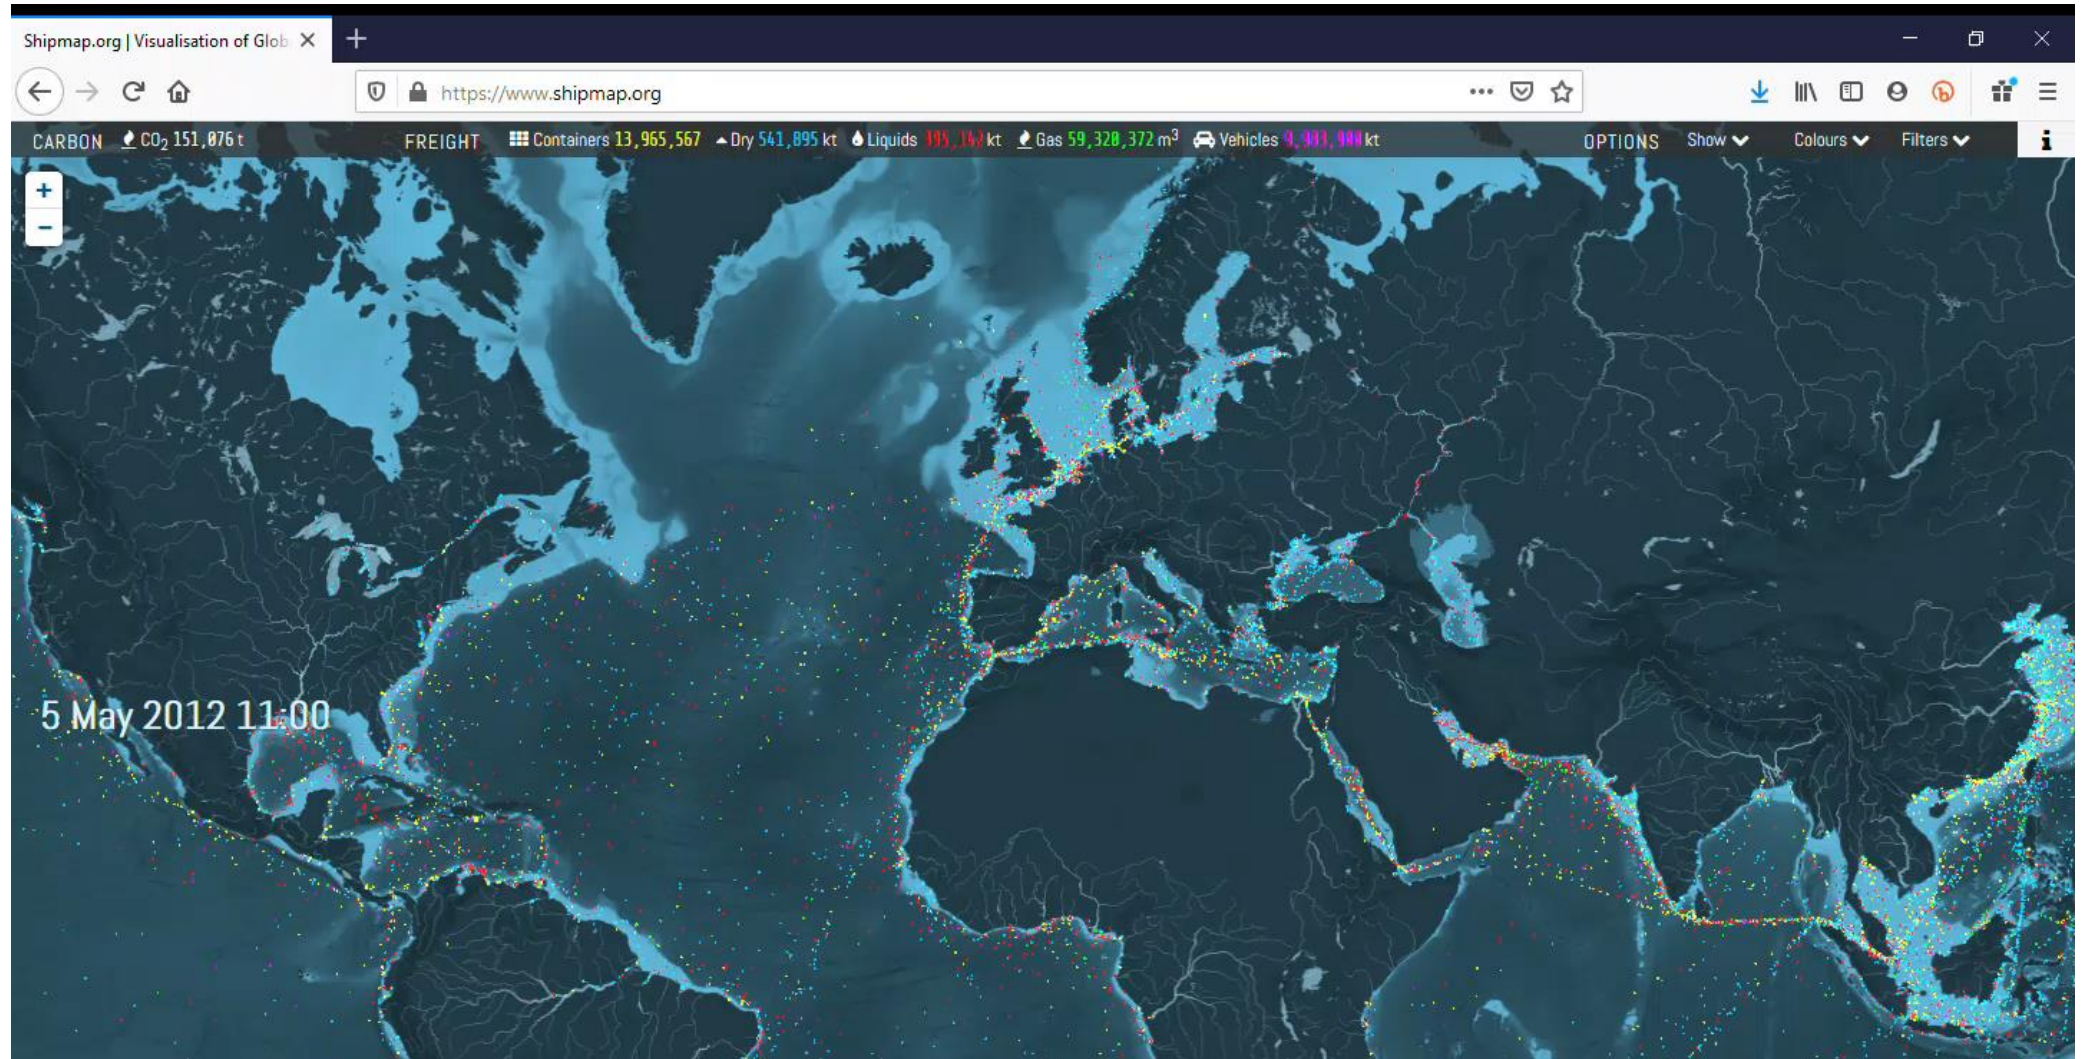 Shipmap.org | Visualisation of Glob
https://www.shipmap.org
CARBON CO2 151,076 t FREIGHT Containers 13,965,567 Dry 541,895 kt Liquids kt Gas 59,320,372 m3 Vehicles kt OPTIONS Show Colours Filters i
+
−
5 May 2012 11:00